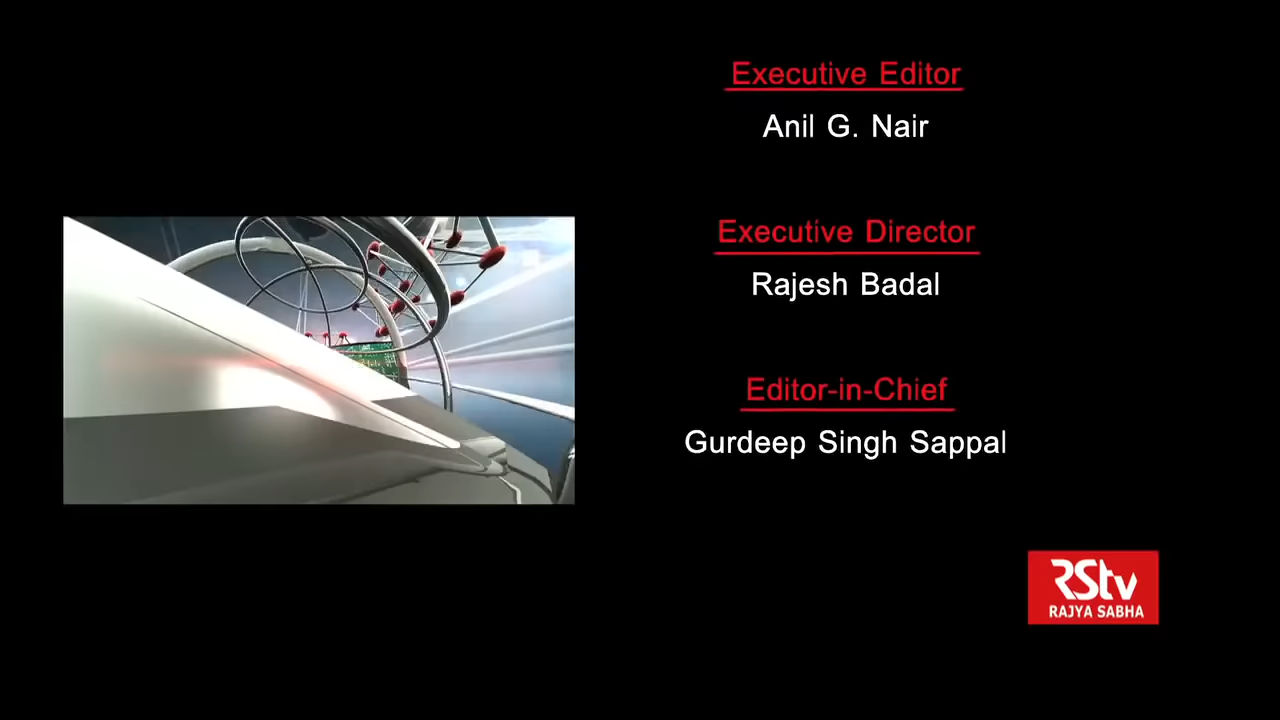 Executive Editor
Anil G. Nair
Executive Director
Rajesh Badal
Editor-in-Chief
Gurdeep Singh Sappal
RStv
RAJYA SABHA